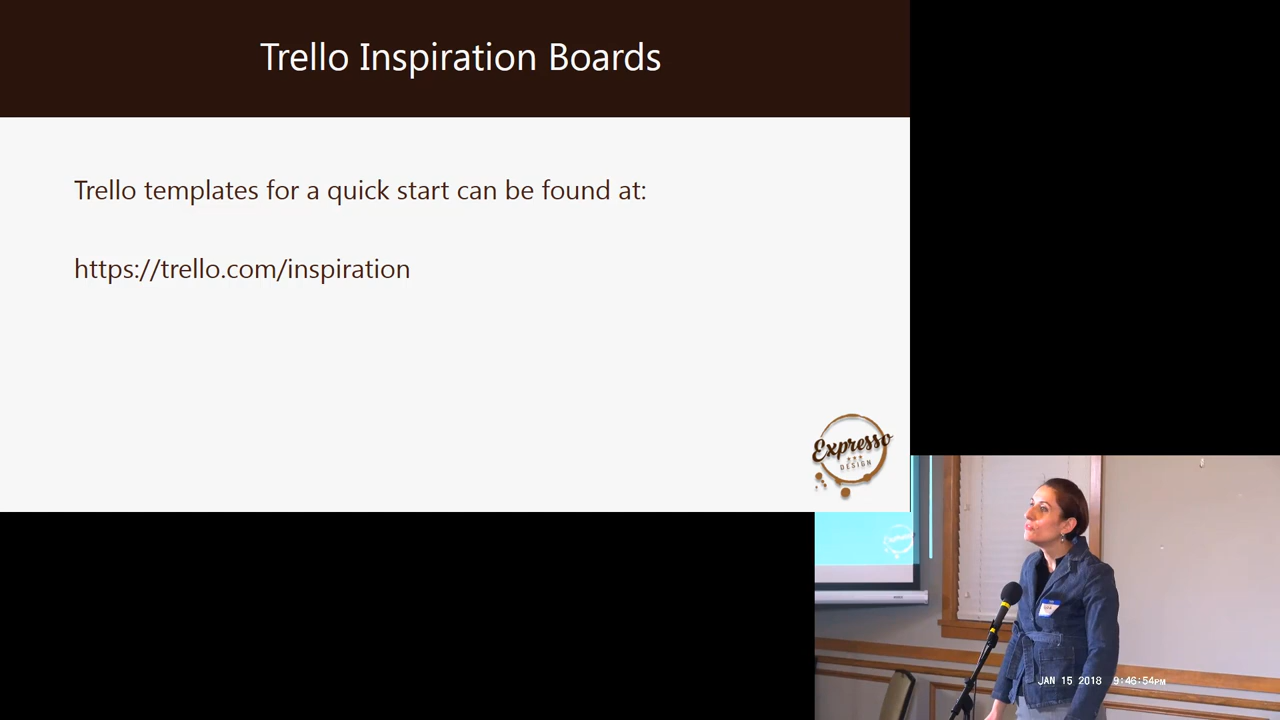 Trello Inspiration Boards
Trello templates for a quick start can be found at:
https://trello.com/inspiration
Expresso
DESIGN
JAN 15 2018 9:46:54PM